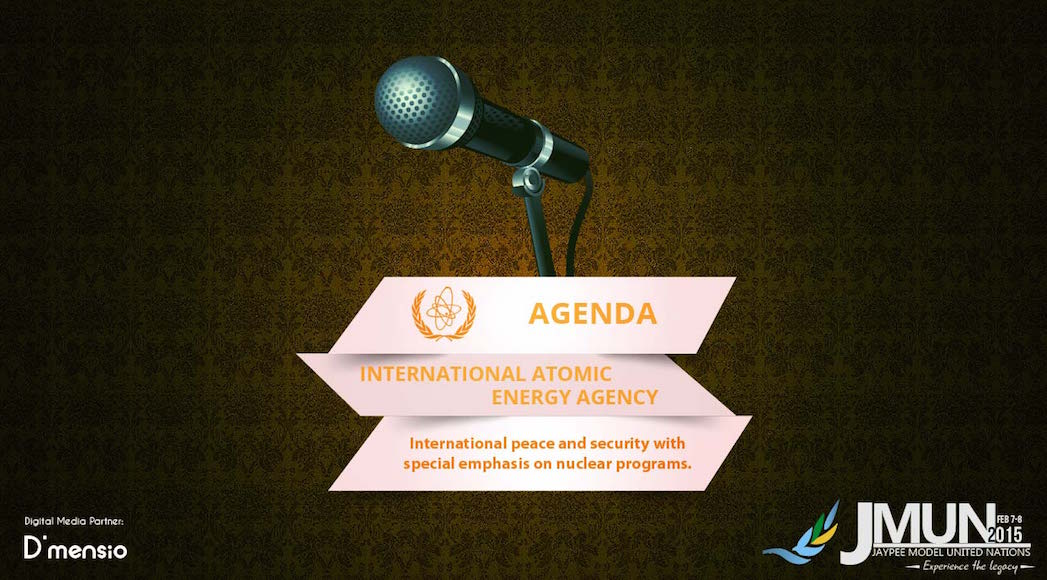 AGENDA
INTERNATIONAL ATOMIC
ENERGY AGENCY
International peace and security with
special emphasis on nuclear programs.
Digital Media Partner:
D'mensio
JMUN FEB 7-8
2015
JAYPEE MODEL UNITED NATIONS
Experience the legacy